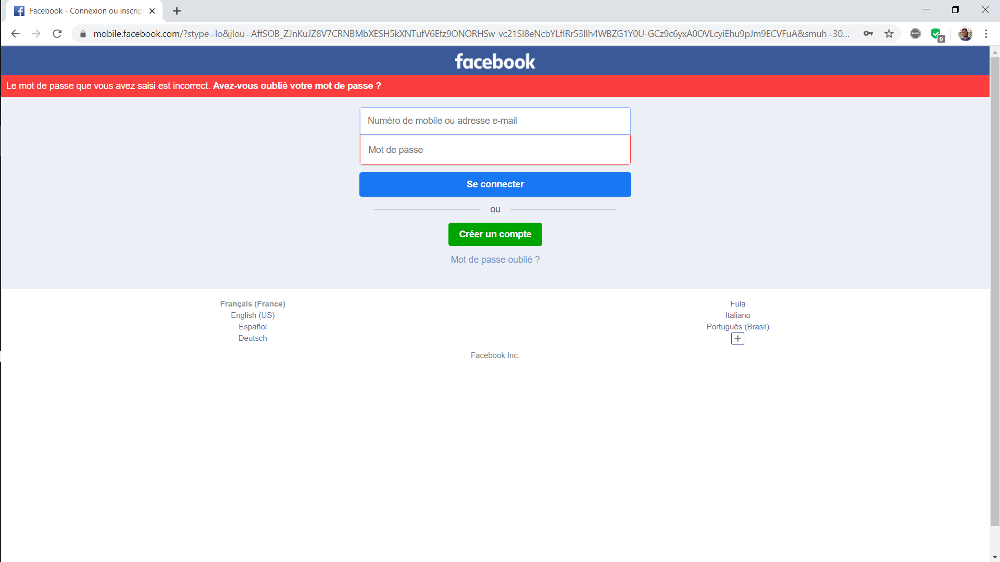 Facebook - Connexion ou inscrip
mobile.facebook.com/?stype=lo&jlou=AffSOB_ZJnKuJZ8V7CRNBMbXESH5kXNTufV6Efz9ONORHSw-vc21SI8eNcbYLfIRr53llh4WBZG1Y0U-GCz9c6yxA0OVLcyiEhu9pJm9ECVFuA&smuh=30...
BLOCK
0
facebook
Le mot de passe que vous avez saisi est incorrect. Avez-vous oublié votre mot de passe ?
Numéro de mobile ou adresse e-mail
Mot de passe
Se connecter
ou
Créer un compte
Mot de passe oublié ?
Français (France)
English (US)
Español
Deutsch
Fula
Italiano
Português (Brasil)
Facebook Inc.